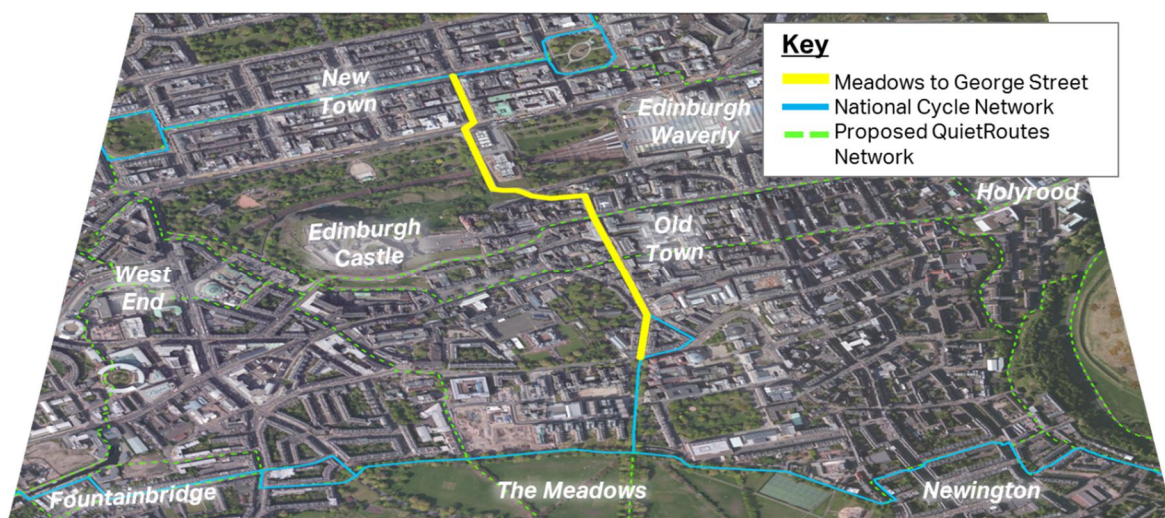 Key
Meadows to George Street
National Cycle Network
Proposed QuietRoutes
Network
New
Town
Edinburgh
Waverly
Holyrood
Edinburgh
Castle
Old
Town
West
End
Fountainbridge
The Meadows
Newington